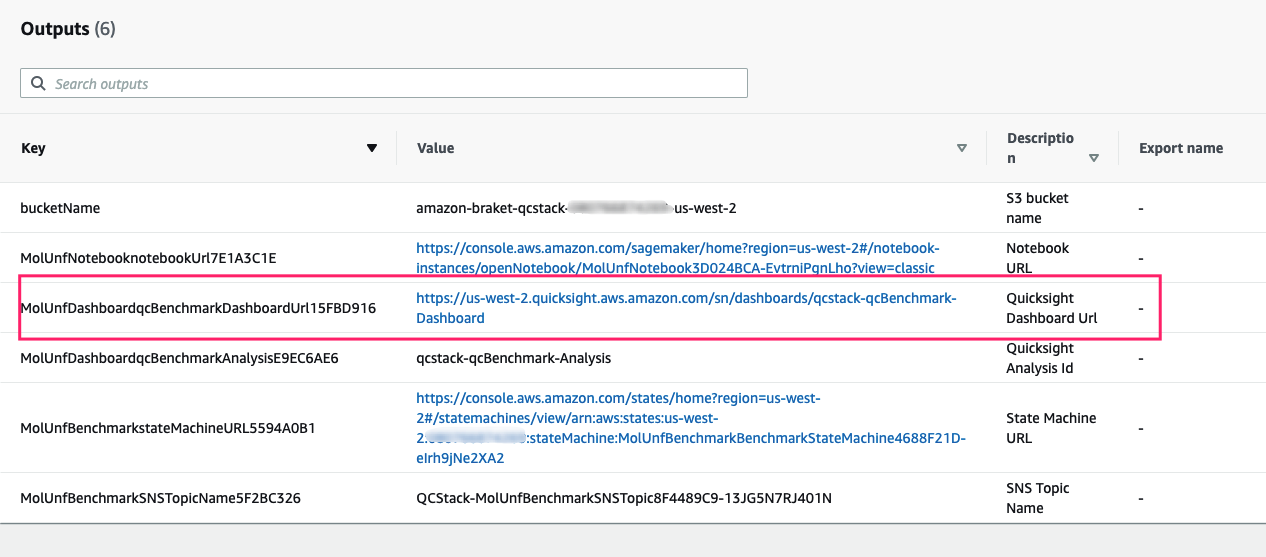 Outputs (6)
Search outputs
Key
Value
Descriptio
n
Export name
bucketName
amazon-braket-qcstack-
-us-west-2
S3 bucket
name
-
MolUnfNotebooknotebookUrl7E1A3C1E
https://console.aws.amazon.com/sagemaker/home?region=us-west-2#/notebook-
instances/openNotebook/MolUnfNotebook3D024BCA-EvtrniPgnLho?view=classic
Notebook
URL
-
MolUnfDashboardqcBenchmarkDashboardUrl15FBD916
https://us-west-2.quicksight.aws.amazon.com/sn/dashboards/qcstack-qcBenchmark-
Dashboard
Quicksight
Dashboard Url
-
MolUnfDashboardqcBenchmarkAnalysisE9EC6AE6
qcstack-qcBenchmark-Analysis
Quicksight
Analysis Id
-
MolUnfBenchmarkstateMachineURL5594A0B1
https://console.aws.amazon.com/states/home?region=us-west-
2#/statemachines/view/arn:aws:states:us-west-
2:
:stateMachine:MolUnfBenchmarkBenchmarkStateMachine4688F21D-
eIrh9jNe2XA2
State Machine
URL
-
MolUnfBenchmarkSNSTopicName5F2BC326
QCStack-MolUnfBenchmarkSNSTopic8F4489C9-13JG5N7RJ401N
SNS Topic
Name
-